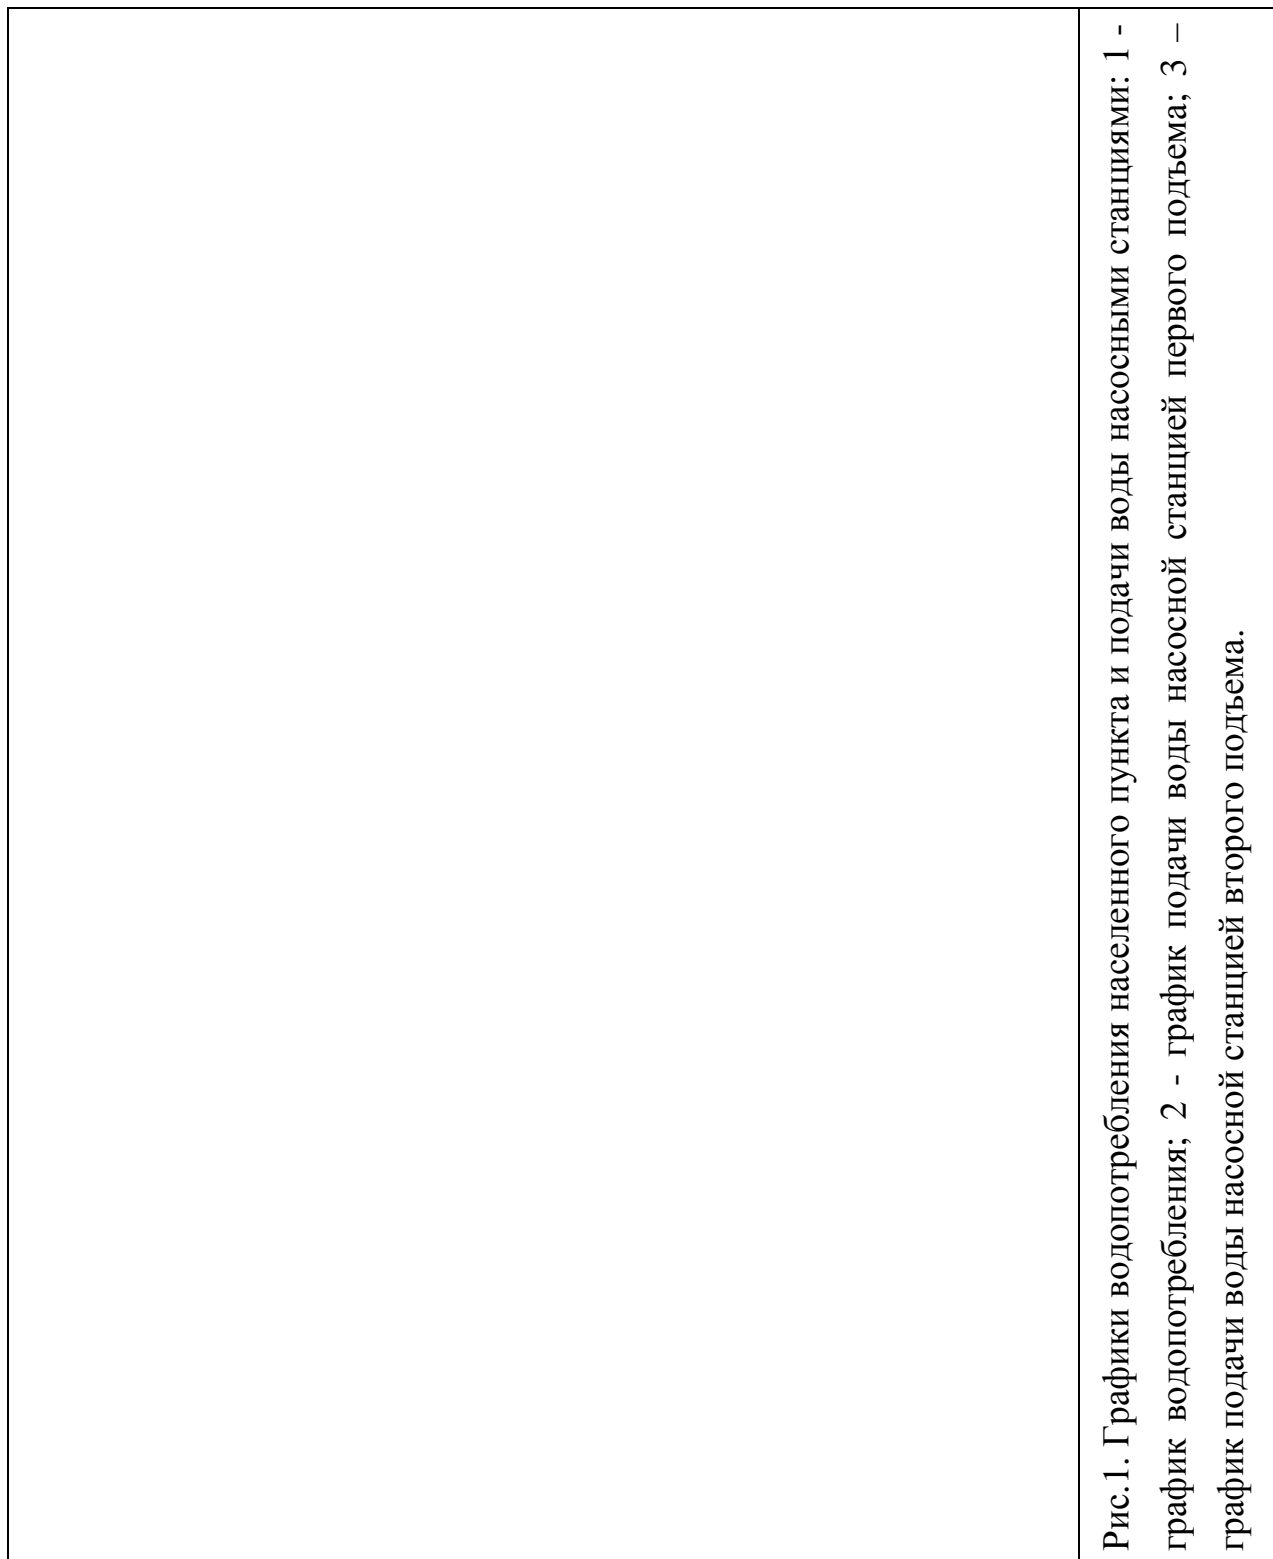 Рис.1. Графики водопотребления населенного пункта и подачи воды насосными станциями: 1 -
график водопотребления; 2 - график подачи воды насосной станцией первого подъема; 3 –
график подачи воды насосной станцией второго подъема.